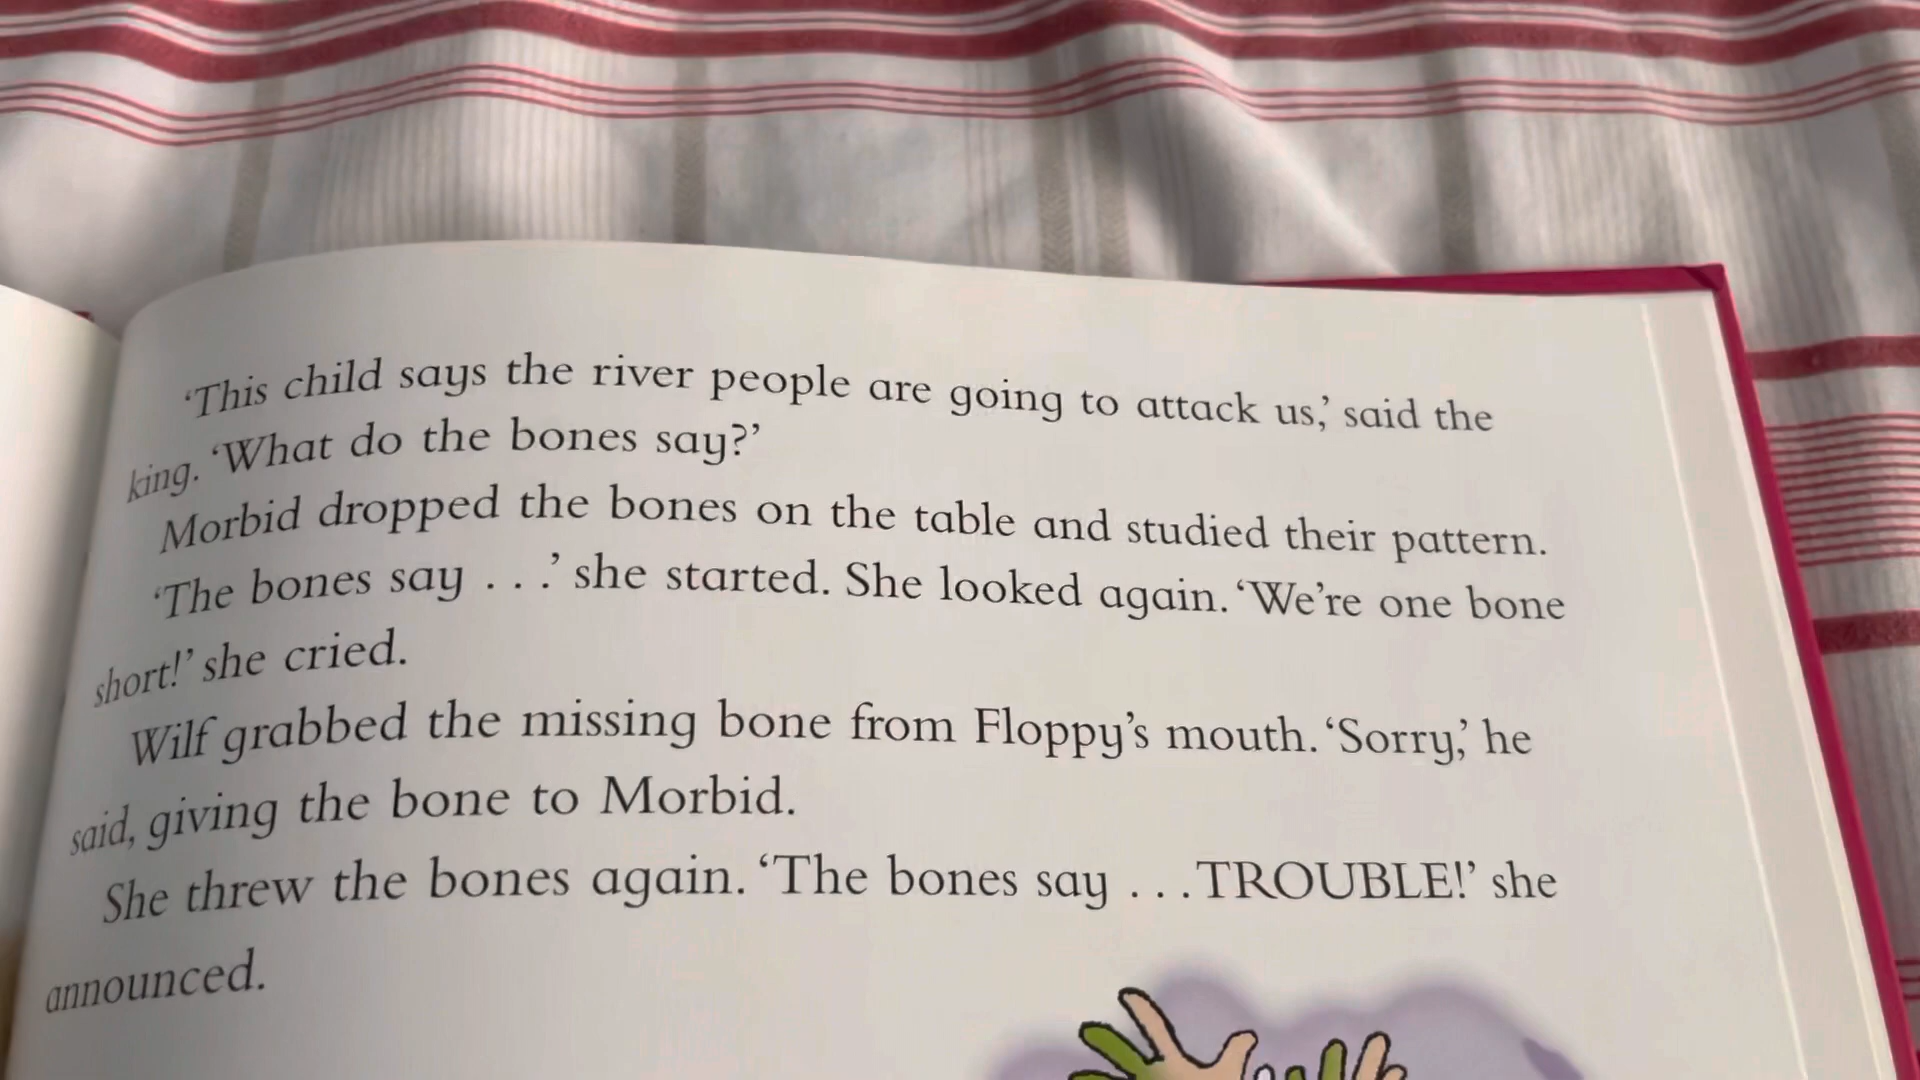 ‘This child says the river people are going to attack us,’ said the
king. ‘What do the bones say?’
Morbid dropped the bones on the table and studied their pattern.
‘The bones say . . .’ she started. She looked again. ‘We’re one bone
short!’ she cried.
Wilf grabbed the missing bone from Floppy’s mouth. ‘Sorry,’ he
said, giving the bone to Morbid.
She threw the bones again. ‘The bones say . . . TROUBLE!’ she
announced.